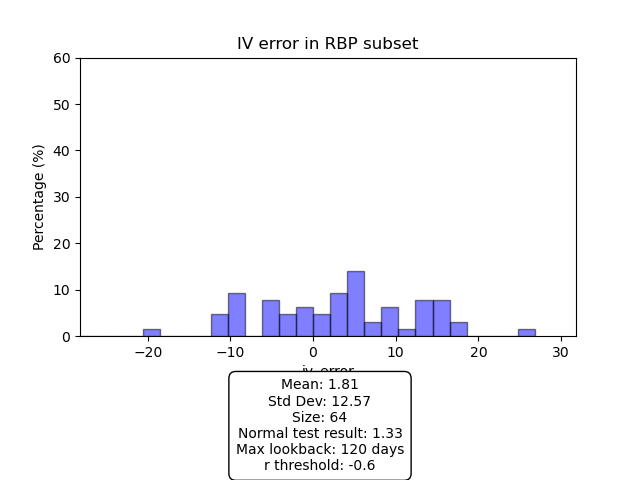 IV error in RBP subset
60
50
40
30
20
10
0
Percentage (%)
−20
−10
0
10
20
30
iv_error
Mean: 1.81
Std Dev: 12.57
Size: 64
Normal test result: 1.33
Max lookback: 120 days
r threshold: -0.6